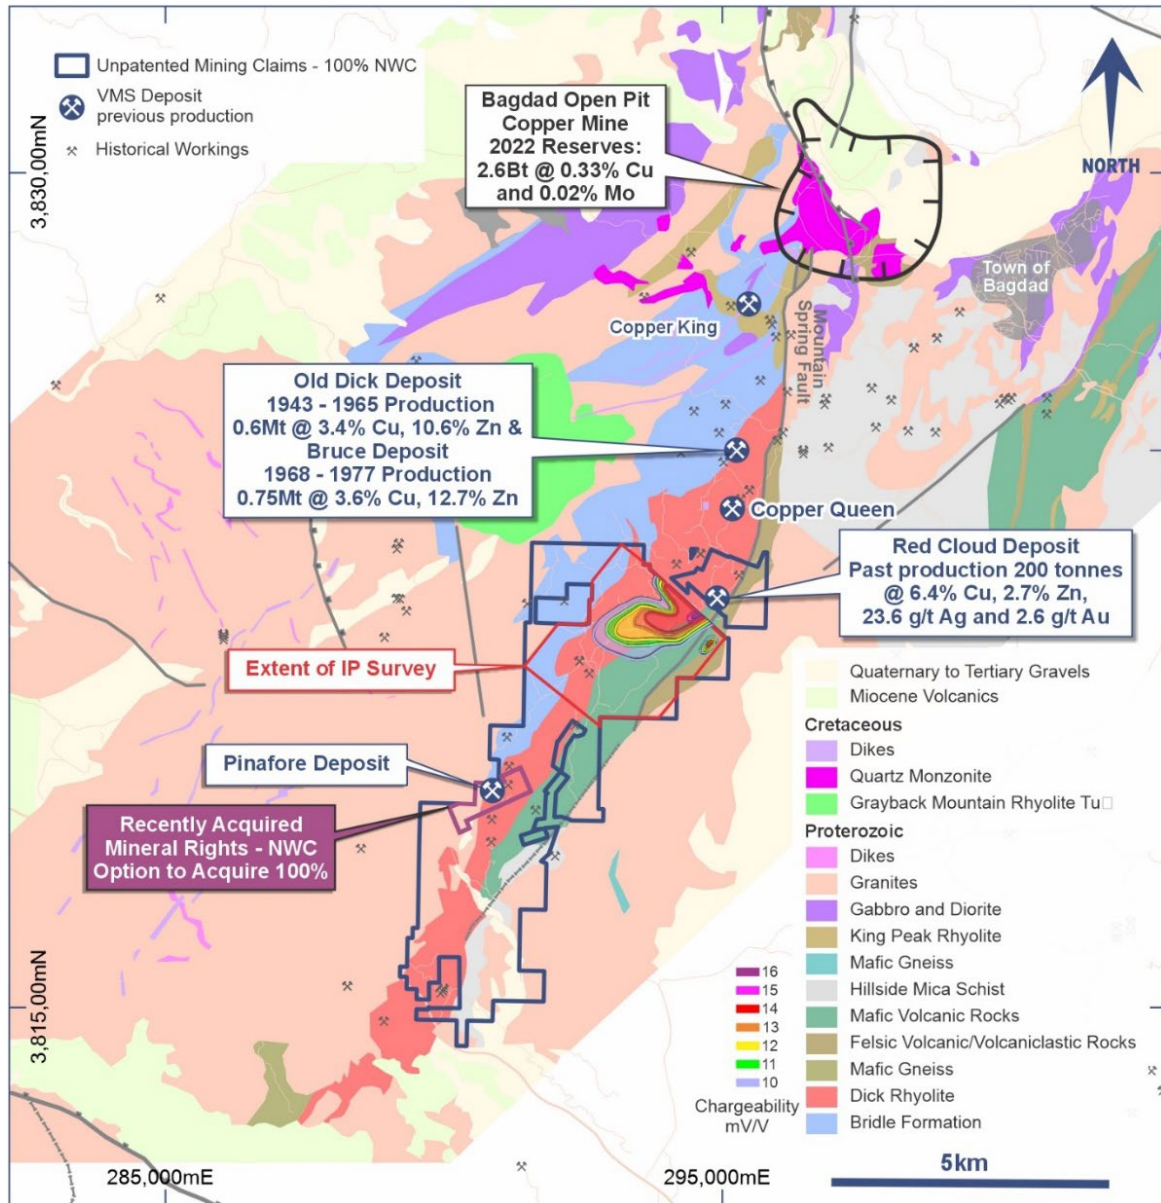 Unpatented Mining Claims - 100% NWC
VMS Deposit
previous production
Historical Workings
Bagdad Open Pit
Copper Mine
2022 Reserves:
2.6Bt @ 0.33% Cu
and 0.02% Mo
NORTH
3,830,00mN
Town of
Bagdad
Copper King
Mountain
Spring Fault
Old Dick Deposit
1943 - 1965 Production
0.6Mt @ 3.4% Cu, 10.6% Zn &
Bruce Deposit
1968 - 1977 Production
0.75Mt @ 3.6% Cu, 12.7% Zn
Copper Queen
Red Cloud Deposit
Past production 200 tonnes
@ 6.4% Cu, 2.7% Zn,
23.6 g/t Ag and 2.6 g/t Au
Extent of IP Survey
Pinafore Deposit
Recently Acquired
Mineral Rights - NWC
Option to Acquire 100%
Quaternary to Tertiary Gravels
Miocene Volcanics
Cretaceous
Dikes
Quartz Monzonite
Grayback Mountain Rhyolite Tu□
Proterozoic
Dikes
Granites
Gabbro and Diorite
King Peak Rhyolite
Mafic Gneiss
Hillside Mica Schist
Mafic Volcanic Rocks
Felsic Volcanic/Volcaniclastic Rocks
Mafic Gneiss
Dick Rhyolite
Bridle Formation
16
15
14
13
12
11
10
Chargeability
mV/V
3,815,00mN
285,000mE
295,000mE
5km